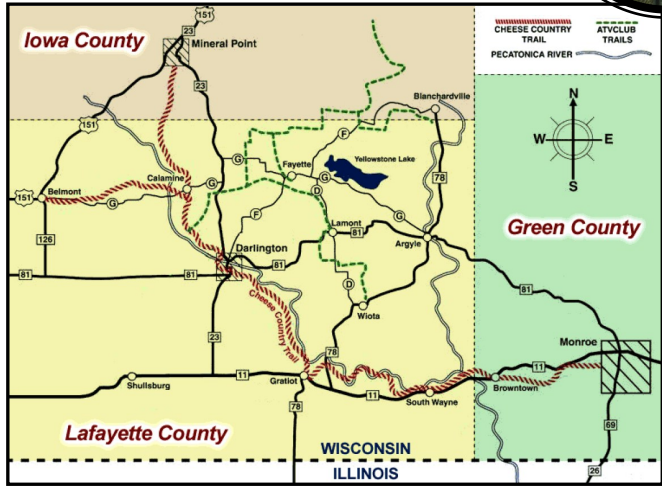 CHEESE COUNTRY
TRAIL
ATVCLUB
TRAILS
PECATONICA RIVER
Iowa County
151
23
Mineral Point
23
151
Blanchardville
N
W
E
S
F
Yellowstone Lake
Fayette
G
G
G
78
Calamine
151
Belmont
G
D
F
G
Green County
Lamont
81
Argyle
126
Darlington
81
81
81
81
D
Wiota
Cheese Country
Trail
Monroe
23
78
11
Shullsburg
11
Gratiot
11
South Wayne
Browntown
78
69
Lafayette County
WISCONSIN
ILLINOIS
26